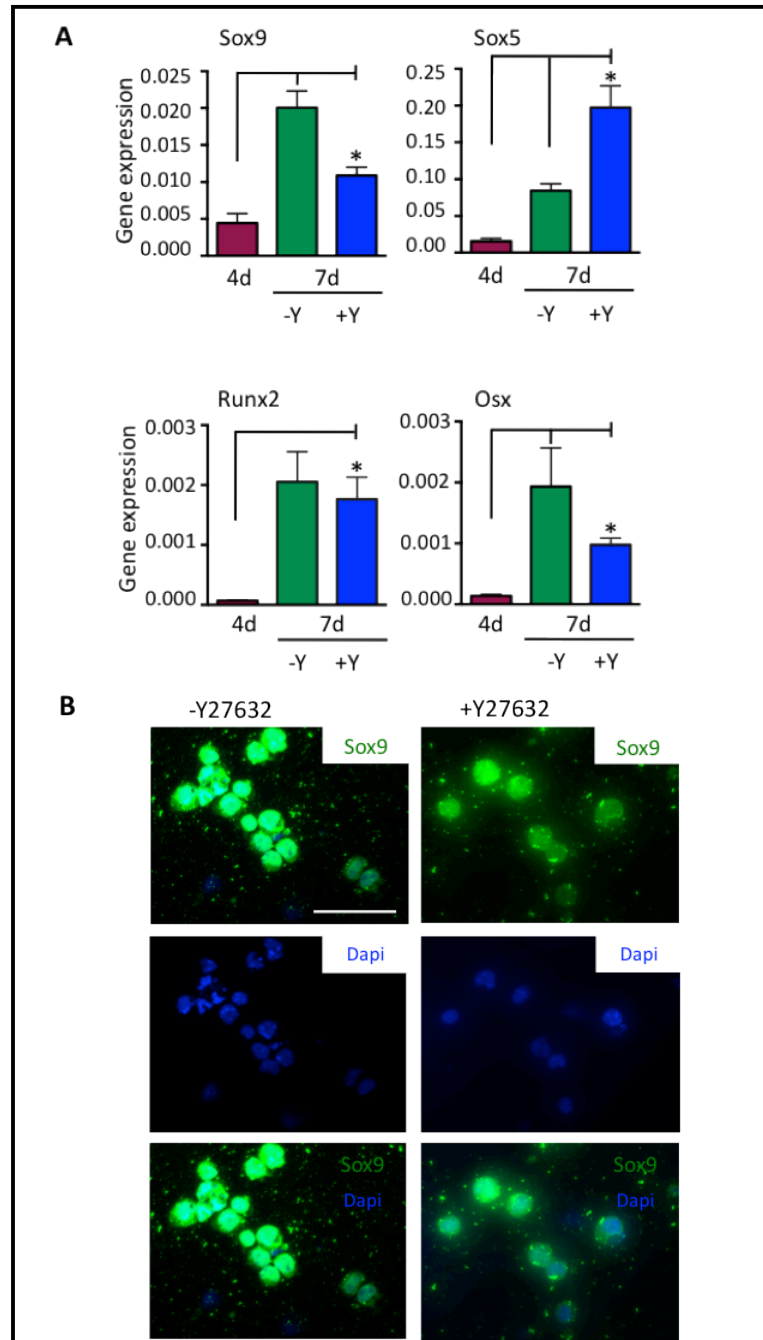 A
Sox9
Sox5
Gene expression
0.025
0.020
0.015
0.010
0.005
0.000
*
4d
7d
-Y
+Y
0.25
0.20
0.15
0.10
0.05
0.00
*
4d
7d
-Y
+Y
Runx2
Osx
Gene expression
0.003
0.002
0.001
0.000
*
4d
7d
-Y
+Y
0.003
0.002
0.001
0.000
*
4d
7d
-Y
+Y
B
-Y27632
+Y27632
Sox9
Sox9
Dapi
Dapi
Sox9
Dapi
Sox9
Dapi